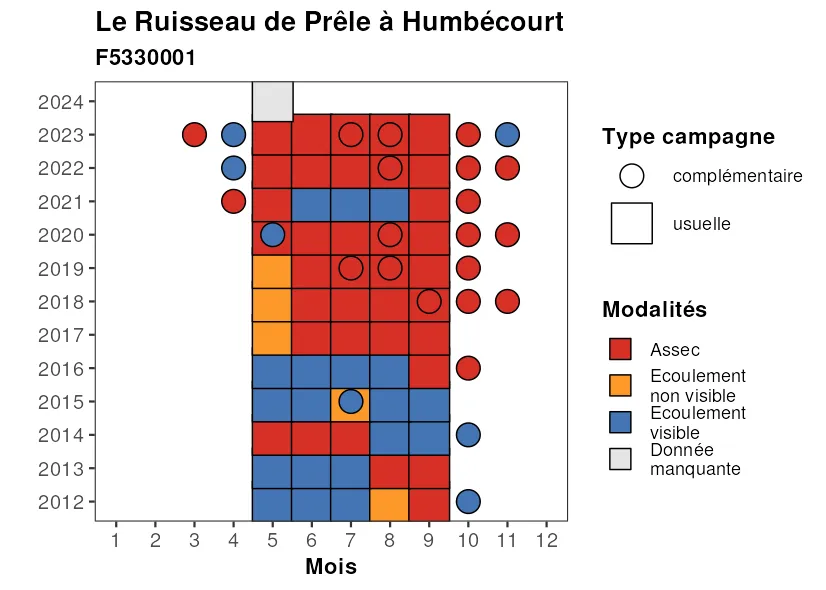 Le Ruisseau de Prêle à Humbécourt
F5330001
2024
2023
2022
2021
2020
2019
2018
2017
2016
2015
2014
2013
2012
1 2 3 4 5 6 7 8 9 10 11 12
Mois
Type campagne
complémentaire
usuelle
Modalités
Assec
Ecoulement
non visible
Ecoulement
visible
Donnée
manquante